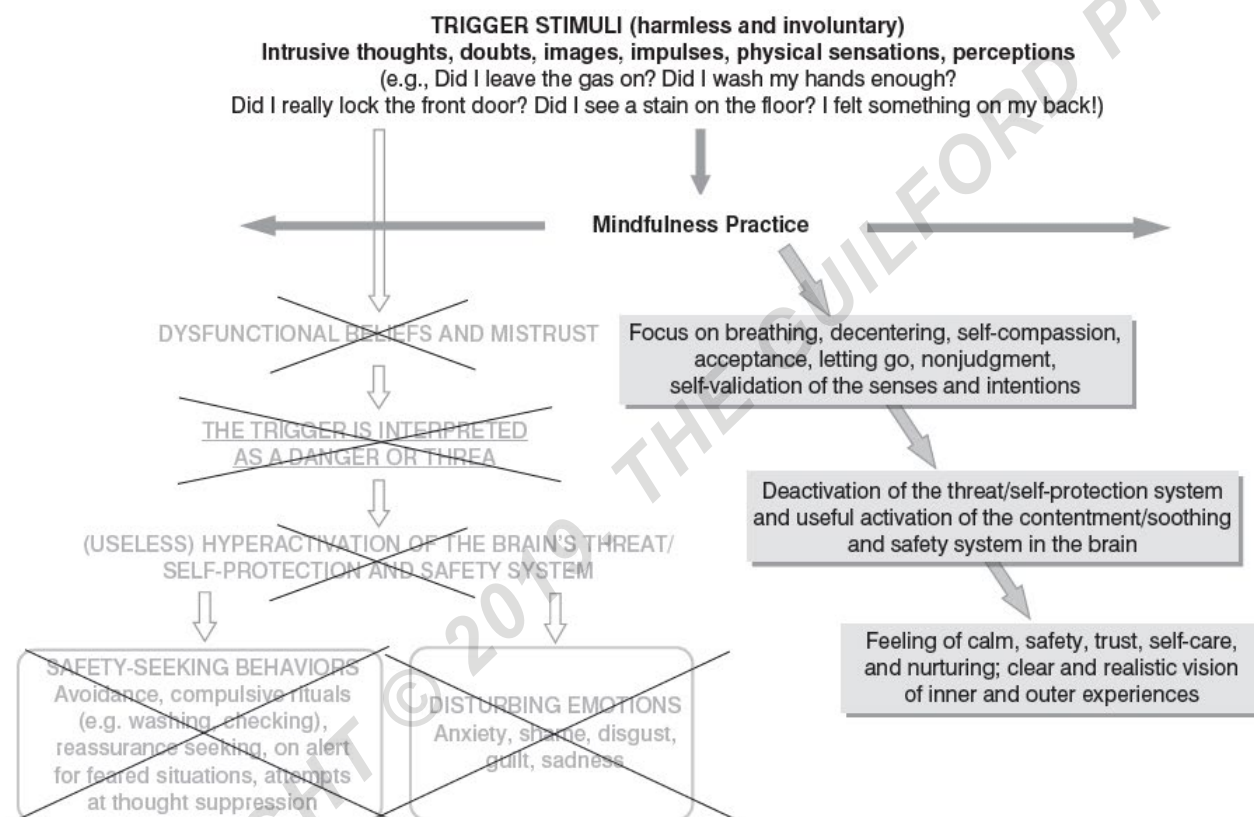 TRIGGER STIMULI (harmless and involuntary)
Intrusive thoughts, doubts, images, impulses, physical sensations, perceptions
(e.g., Did I leave the gas on? Did I wash my hands enough?
Did I really lock the front door? Did I see a stain on the floor? I felt something on my back!)
Mindfulness Practice
DYSFUNCTIONAL BELIEFS AND MISTRUST
THE TRIGGER IS INTERPRETED
AS A DANGER OR THREA
(USELESS) HYPERACTIVATION OF THE BRAIN'S THREAT/
SELF-PROTECTION AND SAFETY SYSTEM
SAFETY-SEEKING BEHAVIORS
Avoidance, compulsive rituals
(e.g. washing, checking),
reassurance seeking, on alert
for feared situations, attempts
at thought suppression
DISTURBING EMOTIONS
Anxiety, shame, disgust,
guilt, sadness
Focus on breathing, decentering, self-compassion,
acceptance, letting go, nonjudgment,
self-validation of the senses and intentions
Deactivation of the threat/self-protection system
and useful activation of the contentment/soothing
and safety system in the brain
Feeling of calm, safety, trust, self-care,
and nurturing; clear and realistic vision
of inner and outer experiences
GHT © 2019 THE GUILFORD PR